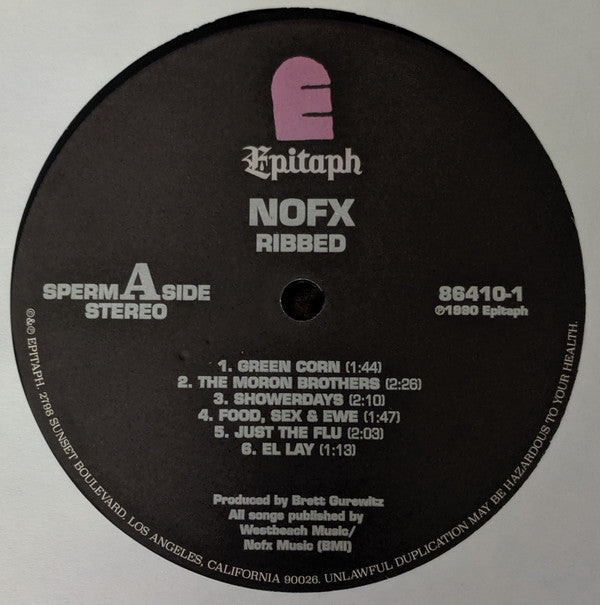 E
Epitaph
NOFX
RIBBED
SPERM A SIDE
STEREO
86410-1
℗1990 Epitaph
1. GREEN CORN (1:44)
2. THE MORON BROTHERS (2:26)
3. SHOWERDAYS (2:10)
4. FOOD, SEX & EWE (1:47)
5. JUST THE FLU (2:03)
6. EL LAY (1:13)
Produced by Brett Gurewitz
All songs published by
Westbeach Music/
Nofx Music (BMI)
©&℗ EPITAPH. 2798 SUNSET BOULEVARD, LOS ANGELES, CALIFORNIA 90026. UNLAWFUL DUPLICATION MAY BE HAZARDOUS TO YOUR HEALTH.